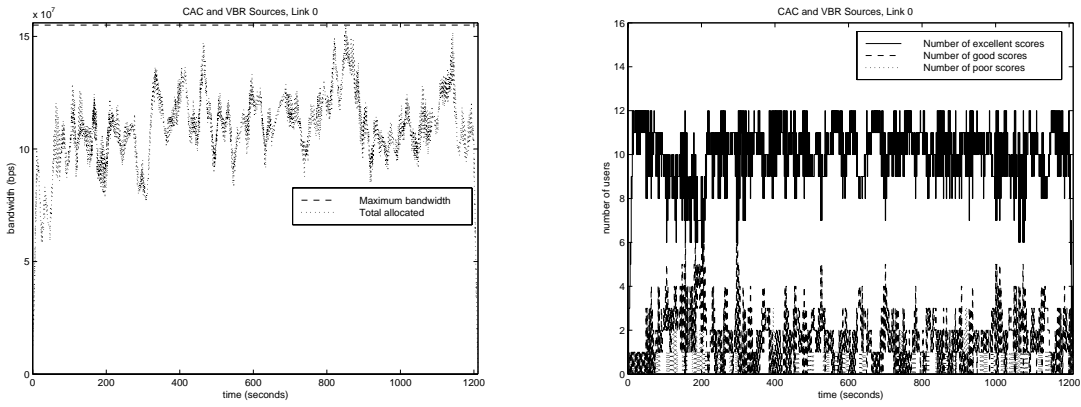 CAC and VBR Sources, Link 0
x 10^7
15
10
5
0
bandwidth (bps)
Maximum bandwidth
Total allocated
0 200 400 600 800 1000 1200
time (seconds)
CAC and VBR Sources, Link 0
16
14
12
10
8
6
4
2
0
number of users
Number of excellent scores
Number of good scores
Number of poor scores
0 200 400 600 800 1000 1200
time (seconds)